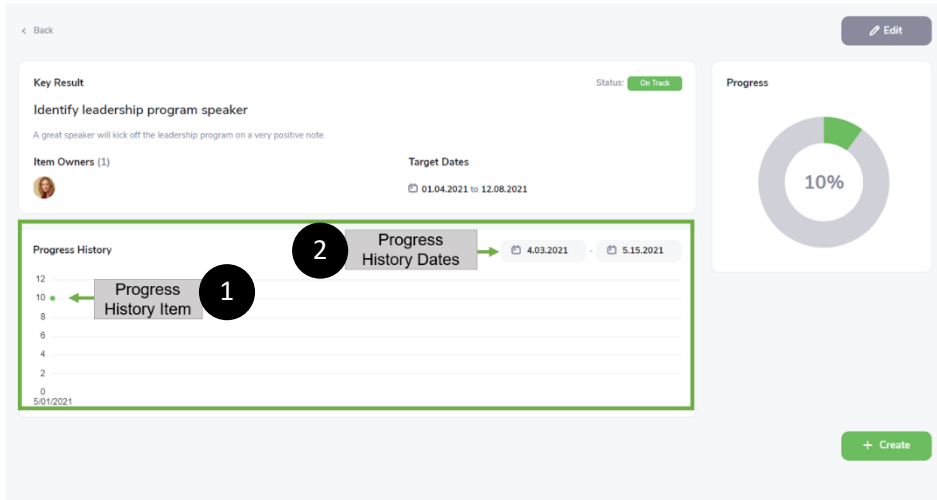 Back
Edit
Key Result
Status: On Track
Identify leadership program speaker
A great speaker will kick off the leadership program on a very positive note.
Item Owners (1)
Target Dates
01.04.2021 to 12.08.2021
Progress
10%
Progress History
2
Progress
History Dates
4.03.2021 - 5.15.2021
12
10
8
6
4
2
0
5/01/2021
Progress
History Item
1
+ Create